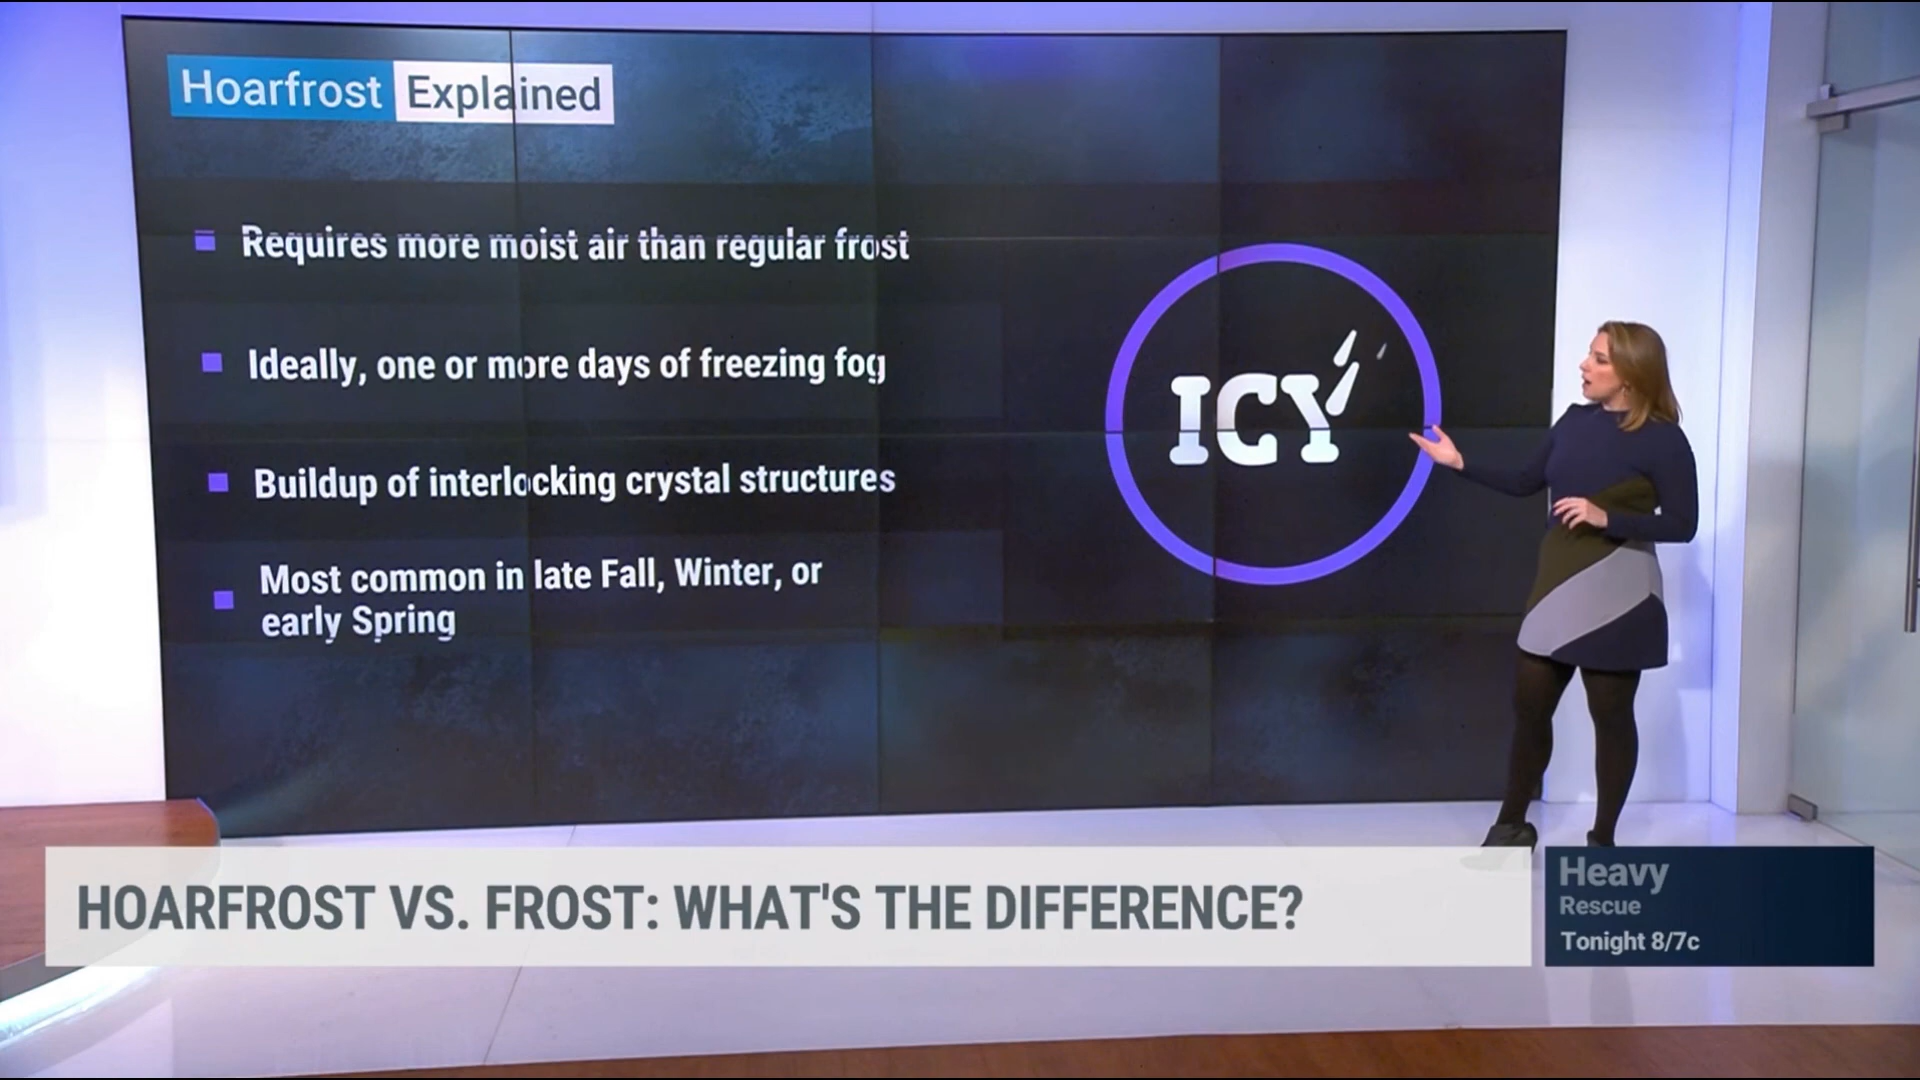 Hoarfrost Explained
Requires more moist air than regular frost
Ideally, one or more days of freezing fog
Buildup of interlocking crystal structures
Most common in late Fall, Winter, or
early Spring
ICY
HOARFROST VS. FROST: WHAT'S THE DIFFERENCE?
Heavy
Rescue
Tonight 8/7c